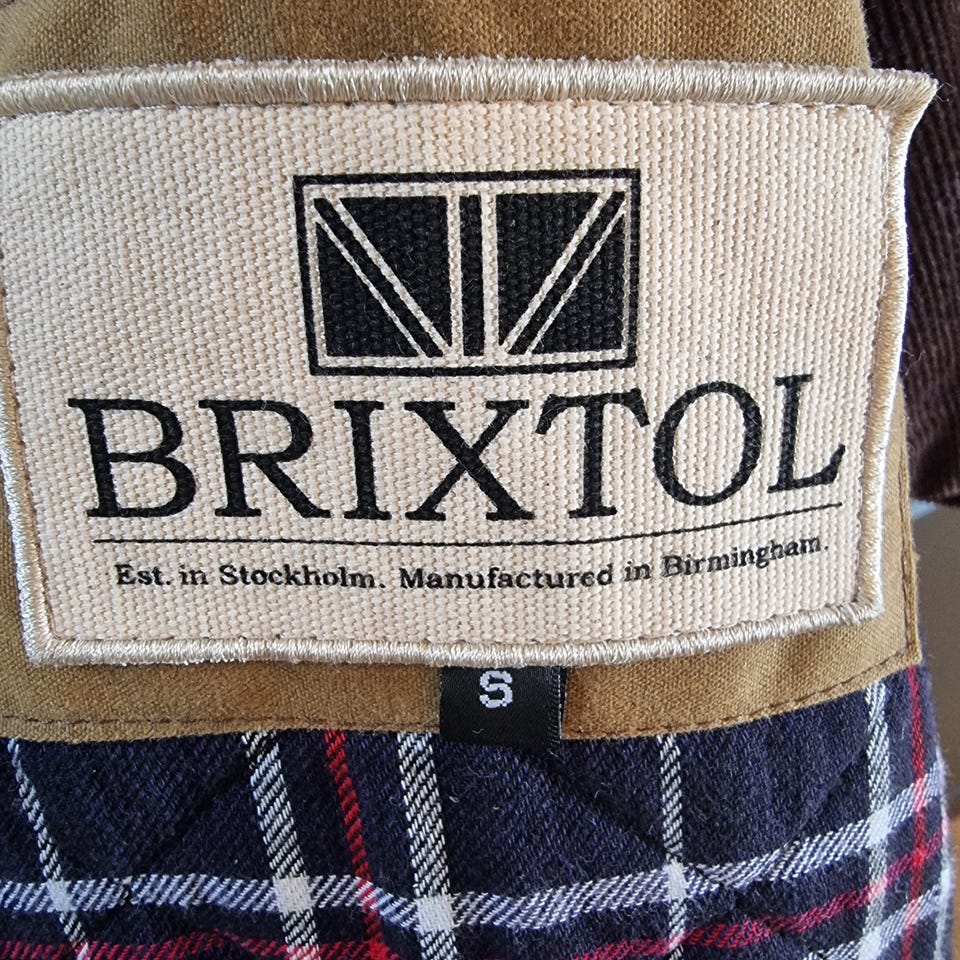 BRIXTOL
Est. in Stockholm. Manufactured in Birmingham.
S